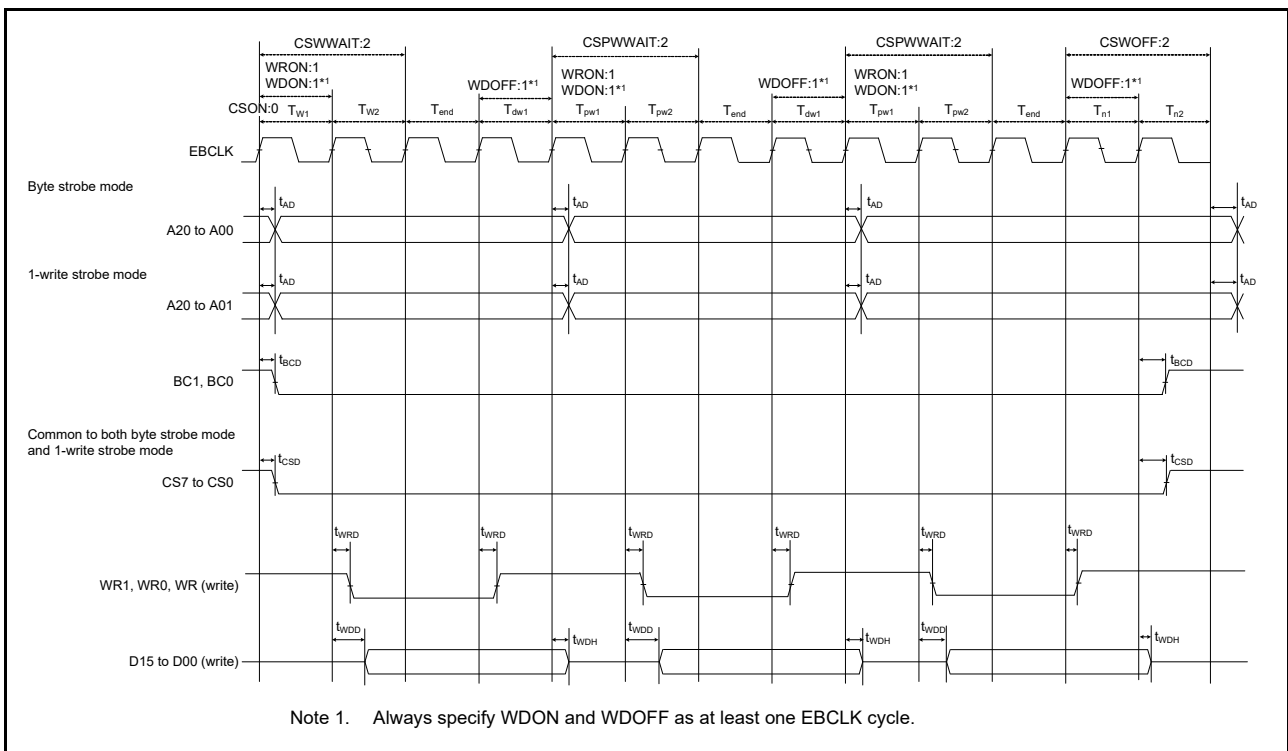 CSWWAIT:2 CSPWWAIT:2 CSPWWAIT:2 CSWOFF:2
WRON:1 WRON:1 WRON:1
WDON:1*1 WDOFF:1*1 WDON:1*1 WDOFF:1*1 WDON:1*1 WDOFF:1*1
CSON:0 TW1 TW2 Tend Tdw1 Tpw1 Tpw2 Tend Tdw1 Tpw1 Tpw2 Tend Tn1 Tn2
EBCLK
Byte strobe mode
tAD tAD tAD tAD
A20 to A00
1-write strobe mode
tAD tAD tAD tAD
A20 to A01
tBCD tBCD
BC1, BC0
Common to both byte strobe mode
and 1-write strobe mode
tCSD tCSD
CS7 to CS0
tWRD tWRD tWRD tWRD tWRD tWRD
WR1, WR0, WR (write)
tWDD tWDH tWDD tWDH tWDD tWDH
D15 to D00 (write)
Note 1. Always specify WDON and WDOFF as at least one EBCLK cycle.